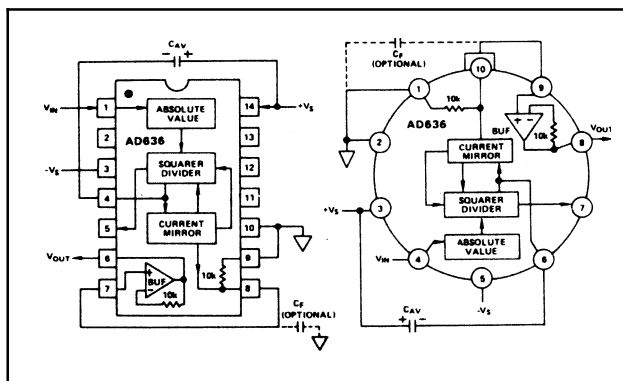 CAV
- +
VIN
1
ABSOLUTE
VALUE
14
+VS
2
AD636
13
-VS
3
SQUARER
DIVIDER
12
4
11
5
CURRENT
MIRROR
10
VOUT
6
10k
9
7
+
BUF
-
10k
8
CF
(OPTIONAL)
CF
(OPTIONAL)
10
1
10k
9
AD636
+ -
BUF
10k
8
VOUT
2
CURRENT
MIRROR
+VS
3
SQUARER
DIVIDER
7
ABSOLUTE
VALUE
VIN
4
5
6
-VS
CAV
+ -